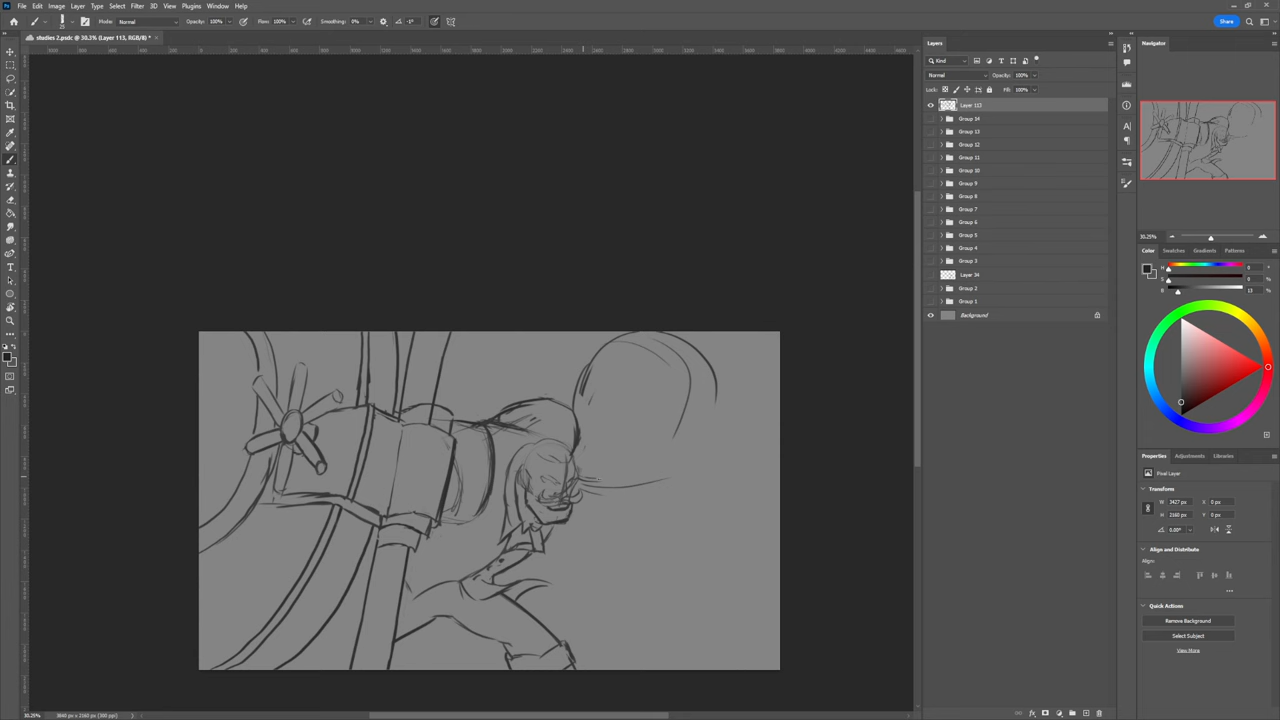 File Edit Image Layer Type Select Filter 3D View Plugins Window Help
25 Mode: Normal Opacity: 100% Flow: 100% Smoothing: 0% -1° Share
studies 2.psdc @ 30.3% (Layer 113, RGB/8) * ×
Layers
Kind
Normal Opacity: 100%
Lock: Fill: 100%
Layer 113
Group 14
Group 13
Group 12
Group 11
Group 10
Group 9
Group 8
Group 7
Group 6
Group 5
Group 4
Group 3
Layer 34
Group 2
Group 1
Background
Navigator
30.25%
Color Swatches Gradients Patterns
H 0 °
S 0 %
B 13 %
Properties Adjustments Libraries
Pixel Layer
Transform
W 3427 px X 0 px
H 2160 px Y 0 px
0.00°
Align and Distribute
Align:
Quick Actions
Remove Background
Select Subject
View More
30.25% 3840 px x 2160 px (300 ppi)